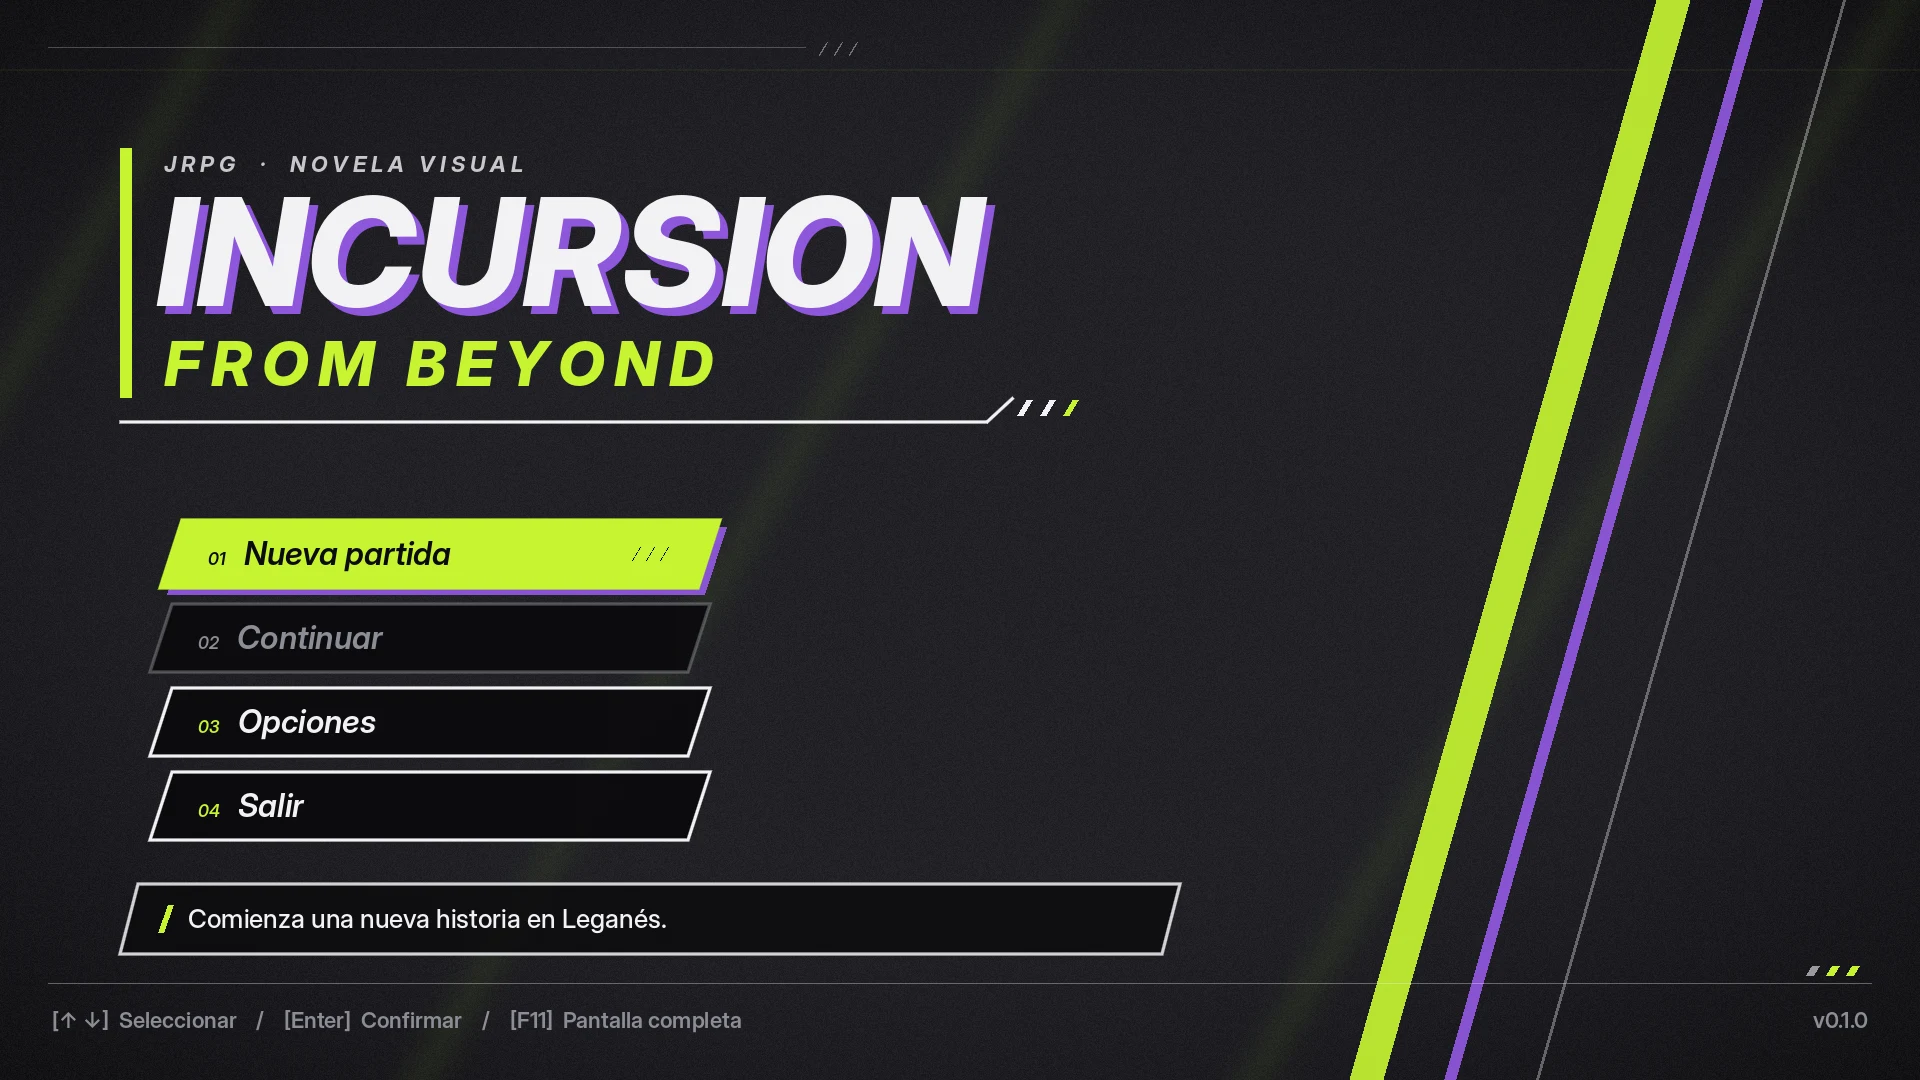 JRPG · NOVELA VISUAL
INCURSION
FROM BEYOND
01 Nueva partida ///
02 Continuar
03 Opciones
04 Salir
Comienza una nueva historia en Leganés.
[↑ ↓] Seleccionar / [Enter] Confirmar / [F11] Pantalla completa
v0.1.0